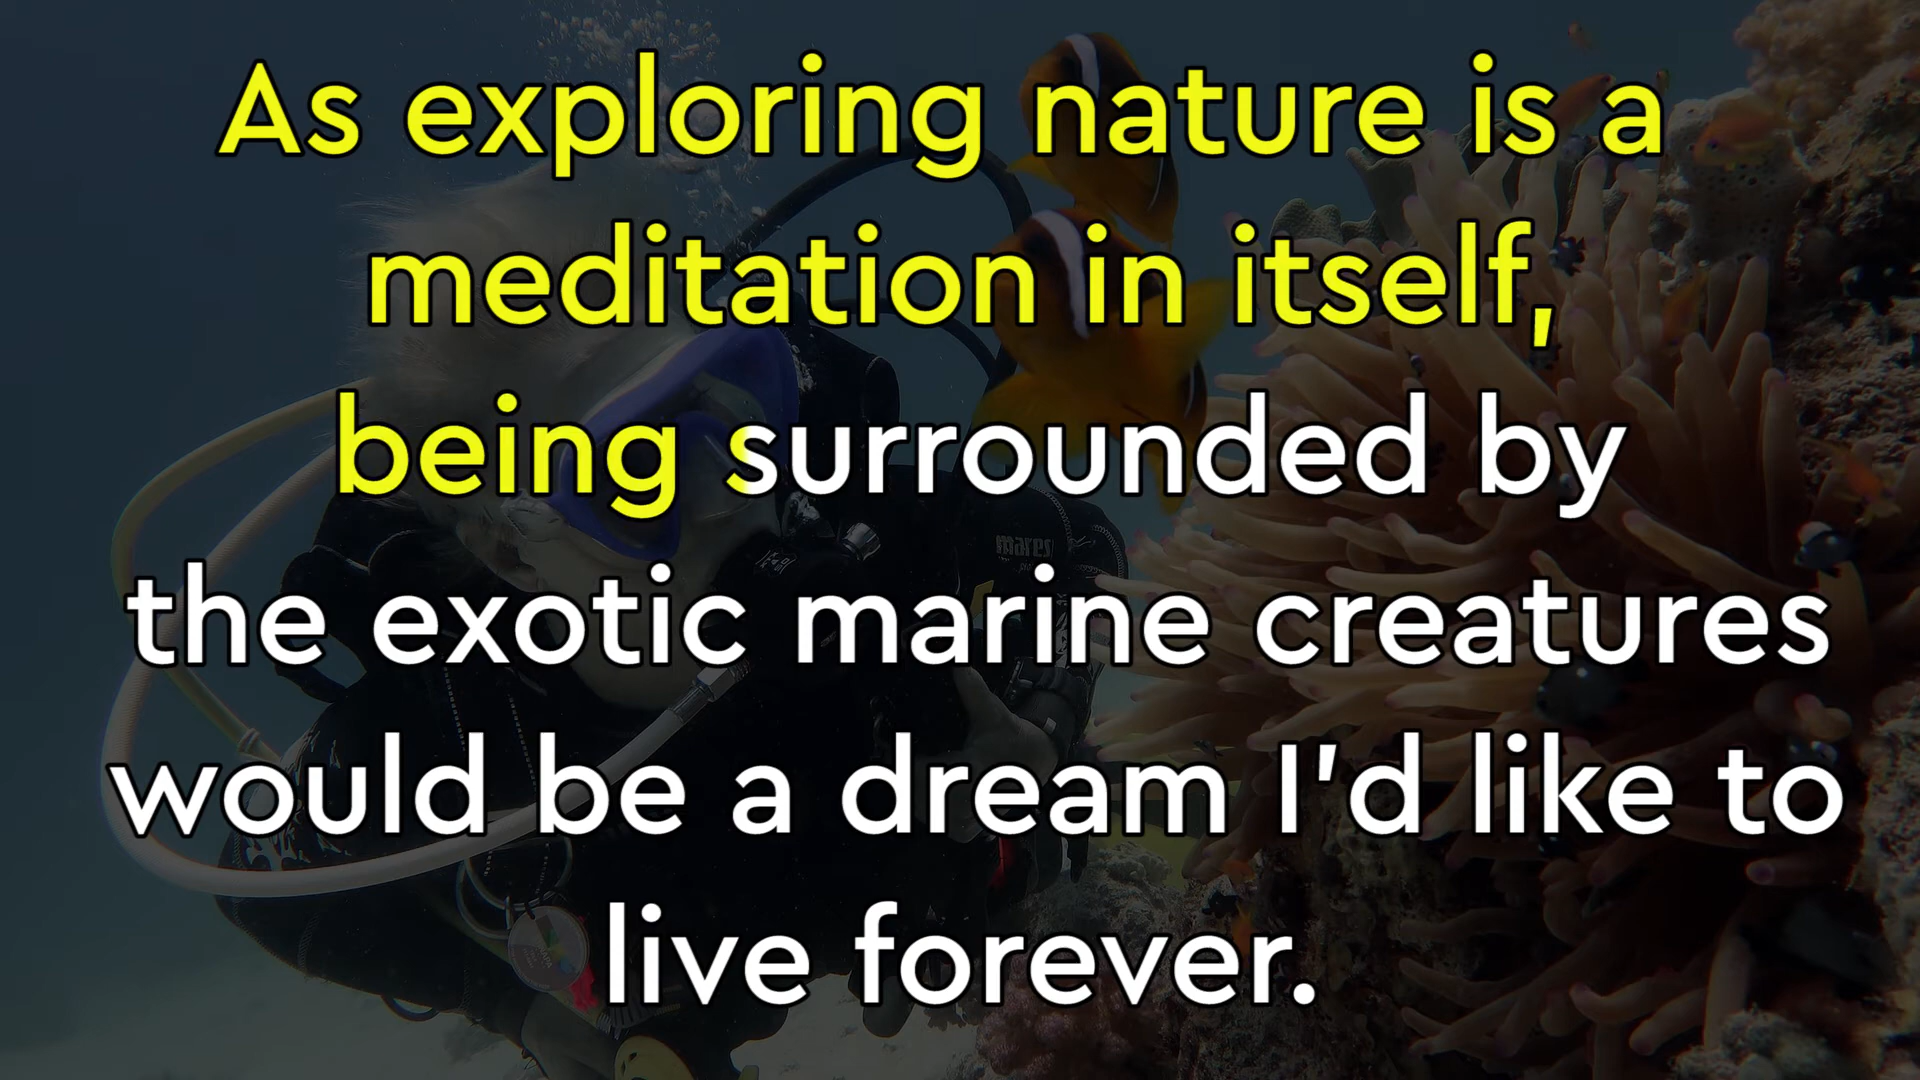 As exploring nature is a
meditation in itself,
being surrounded by
mares
the exotic marine creatures
would be a dream I'd like to
live forever.